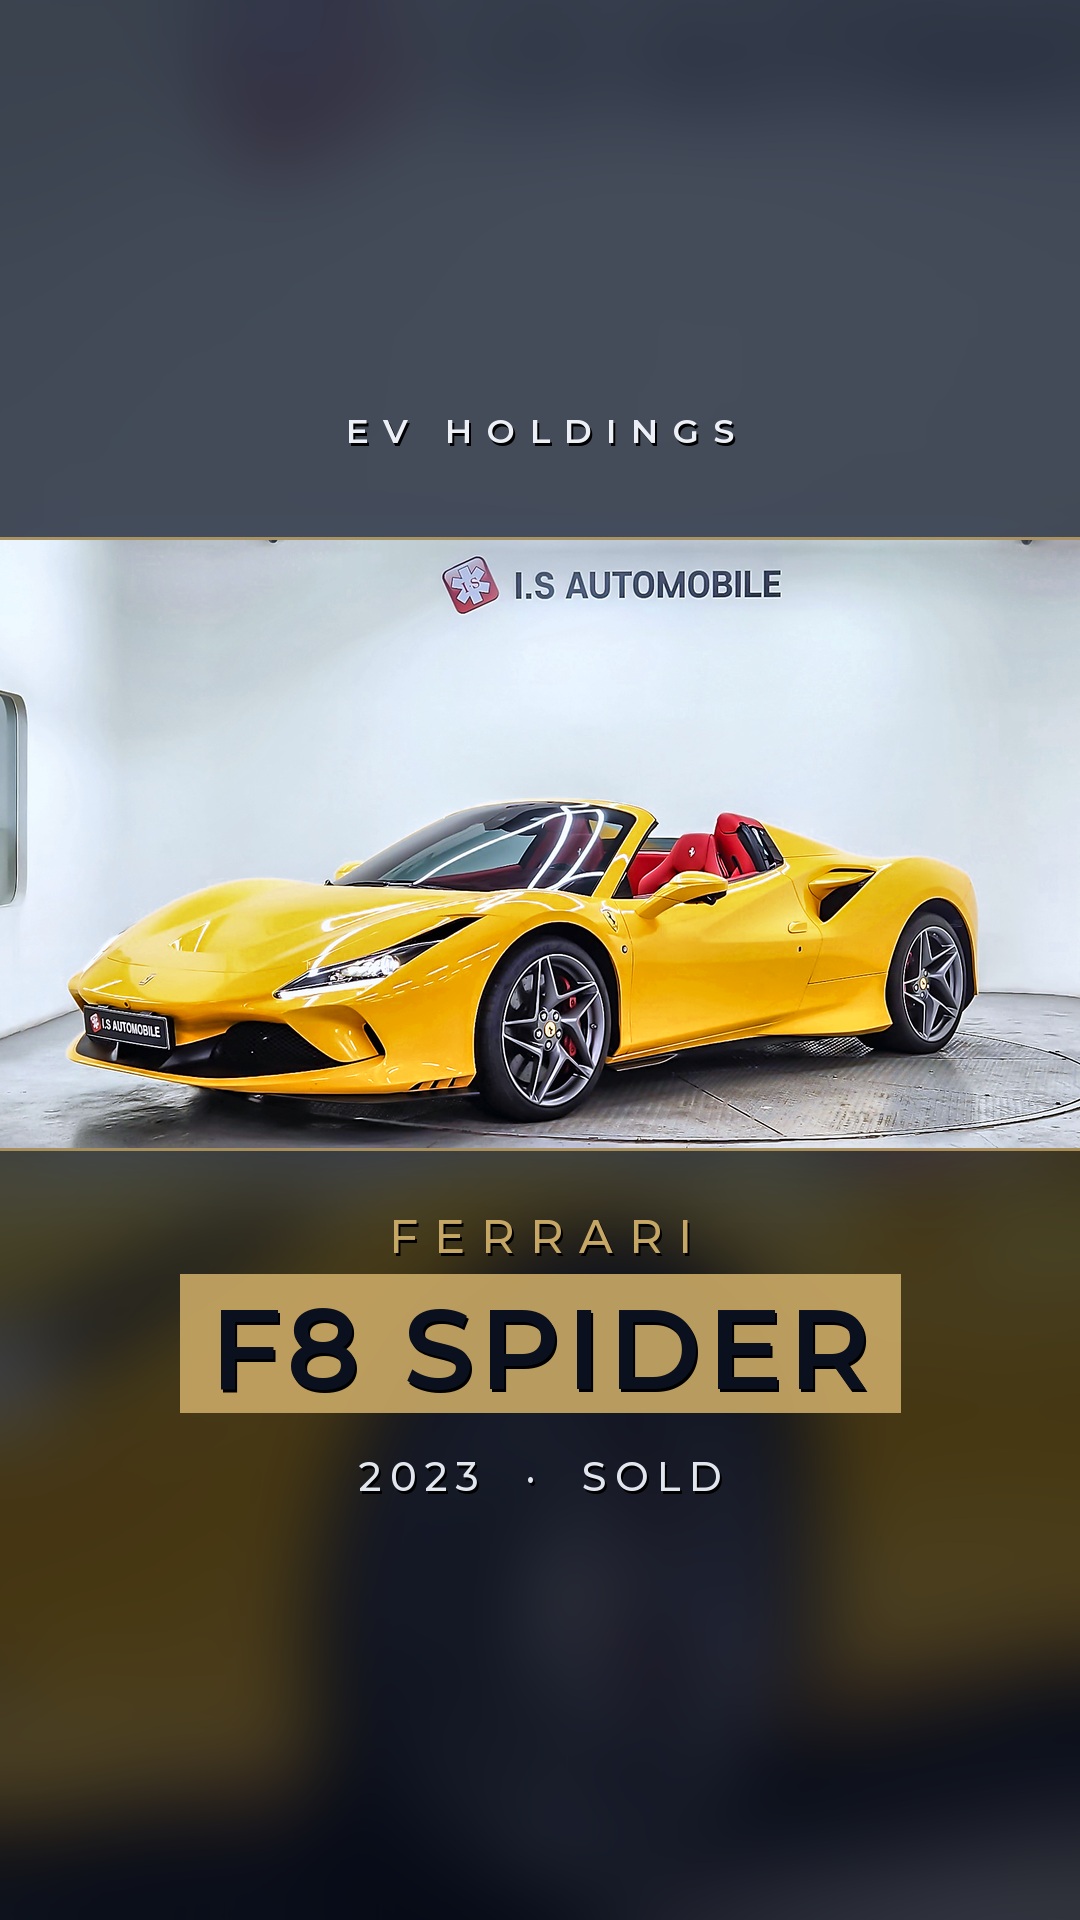 EV HOLDINGS
I.S AUTOMOBILE
I.S AUTOMOBILE
FERRARI
F8 SPIDER
2023 · SOLD